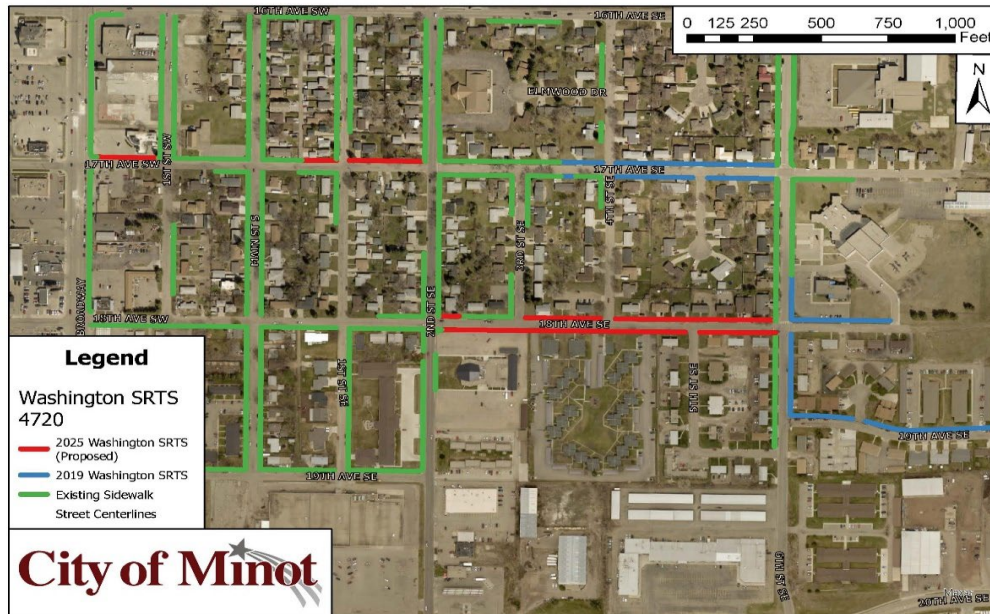 16TH AVE SW
16TH AVE SE
0 125 250 500 750 1,000
Feet
N
ELMWOOD DR
17TH AVE SW
1ST ST SW
17TH AVE SE
4TH ST SE
MAIN ST S
3RD ST SE
BROADWAY
18TH AVE SW
2ND ST SE
18TH AVE SE
1ST ST SE
5TH ST SE
19TH AVE SE
19TH AVE SE
6TH ST SE
20TH AVE SE
Maxar
Legend
Washington SRTS
4720
2025 Washington SRTS
(Proposed)
2019 Washington SRTS
Existing Sidewalk
Street Centerlines
City of Minot